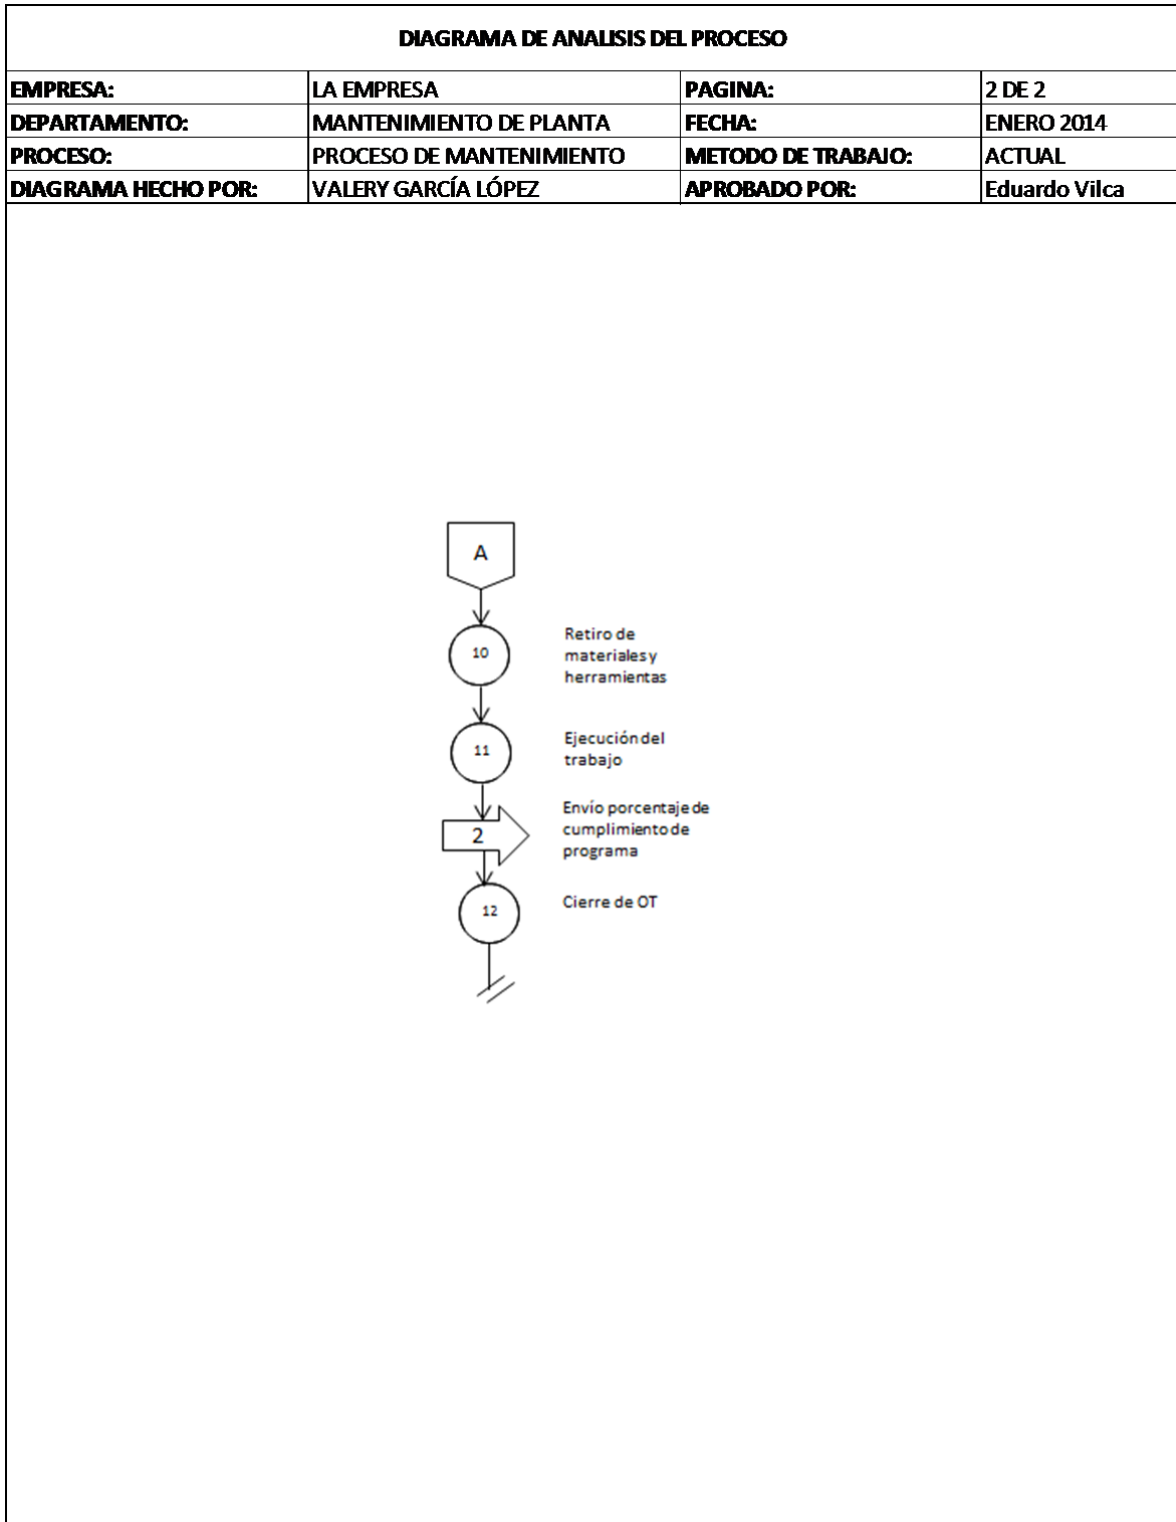 DIAGRAMA DE ANALISIS DEL PROCESO
EMPRESA: LA EMPRESA PAGINA: 2 DE 2
DEPARTAMENTO: MANTENIMIENTO DE PLANTA FECHA: ENERO 2014
PROCESO: PROCESO DE MANTENIMIENTO METODO DE TRABAJO: ACTUAL
DIAGRAMA HECHO POR: VALERY GARCÍA LÓPEZ APROBADO POR: Eduardo Vilca
A
10
Retiro de
materiales y
herramientas
11
Ejecución del
trabajo
2
Envío porcentaje de
cumplimiento de
programa
12
Cierre de OT